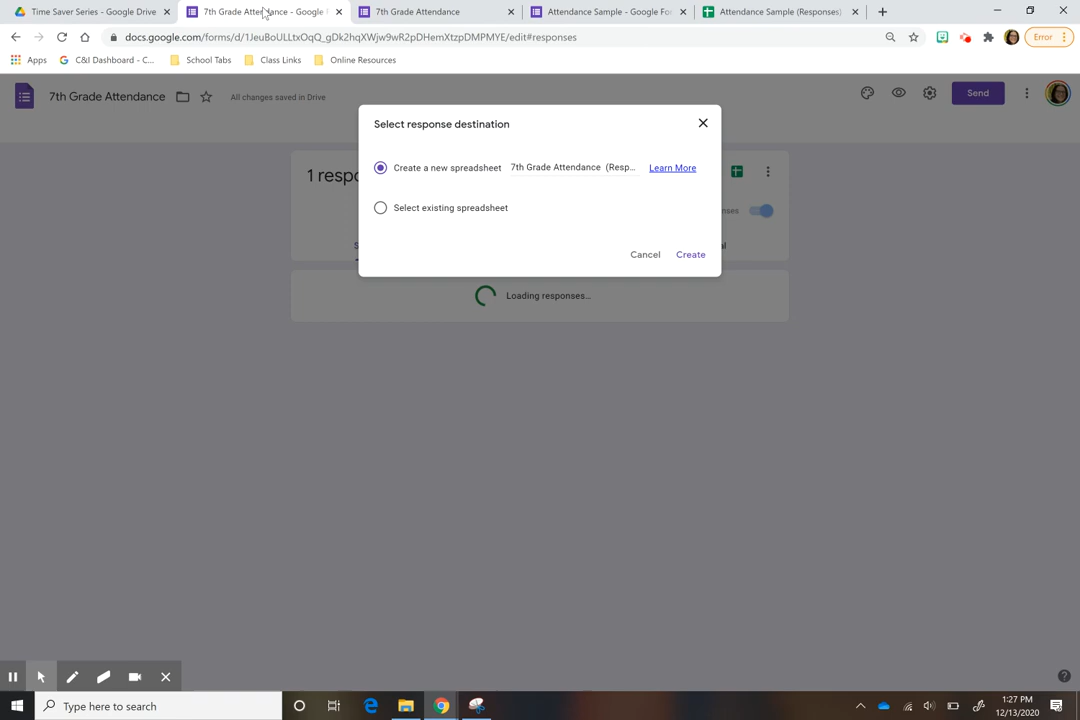 Time Saver Series - Google Drive
7th Grade Attendance - Google F
7th Grade Attendance
Attendance Sample - Google For
Attendance Sample (Responses)
docs.google.com/forms/d/1JeuBoULLtxOqQ_gDk2hqXWjw9wR2pDHemXtzpDMPMYE/edit#responses
Error
Apps
C&I Dashboard - C...
School Tabs
Class Links
Online Resources
7th Grade Attendance
All changes saved in Drive
Send
Select response destination
1 respo
Create a new spreadsheet
7th Grade Attendance (Resp...
Learn More
Select existing spreadsheet
nses
Cancel
Create
Loading responses...
Type here to search
1:27 PM
12/13/2020